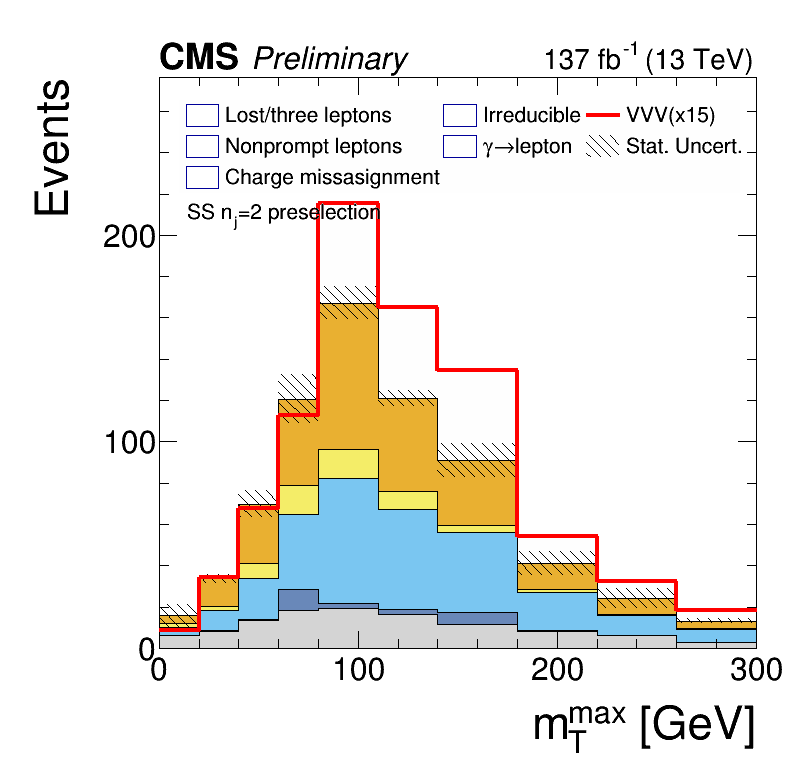 CMS Preliminary 137 fb-1 (13 TeV)
Events
Lost/three leptons Irreducible VVV(x15)
Nonprompt leptons γ→lepton Stat. Uncert.
Charge missasignment
SS nj=2 preselection
200
100
0
0 100 200 300
mTmax [GeV]